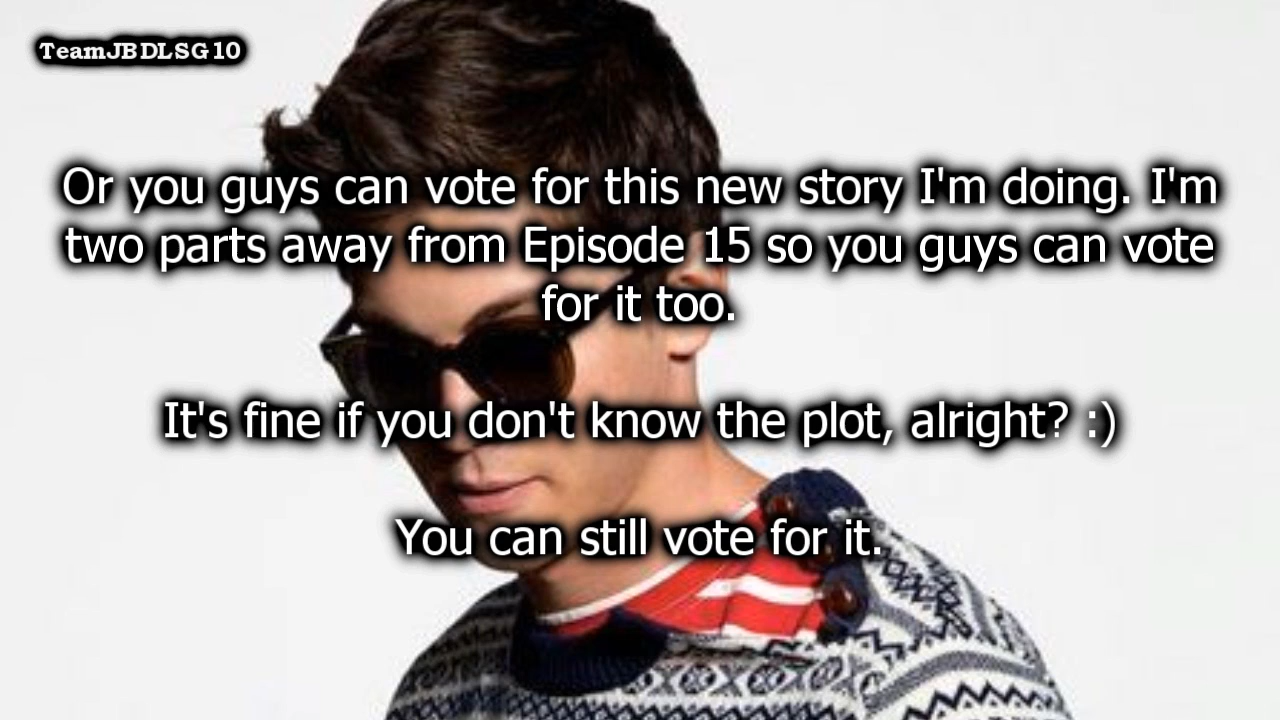 TeamJBDLSG10
Or you guys can vote for this new story I'm doing. I'm
two parts away from Episode 15 so you guys can vote
for it too.
It's fine if you don't know the plot, alright? :)
You can still vote for it.